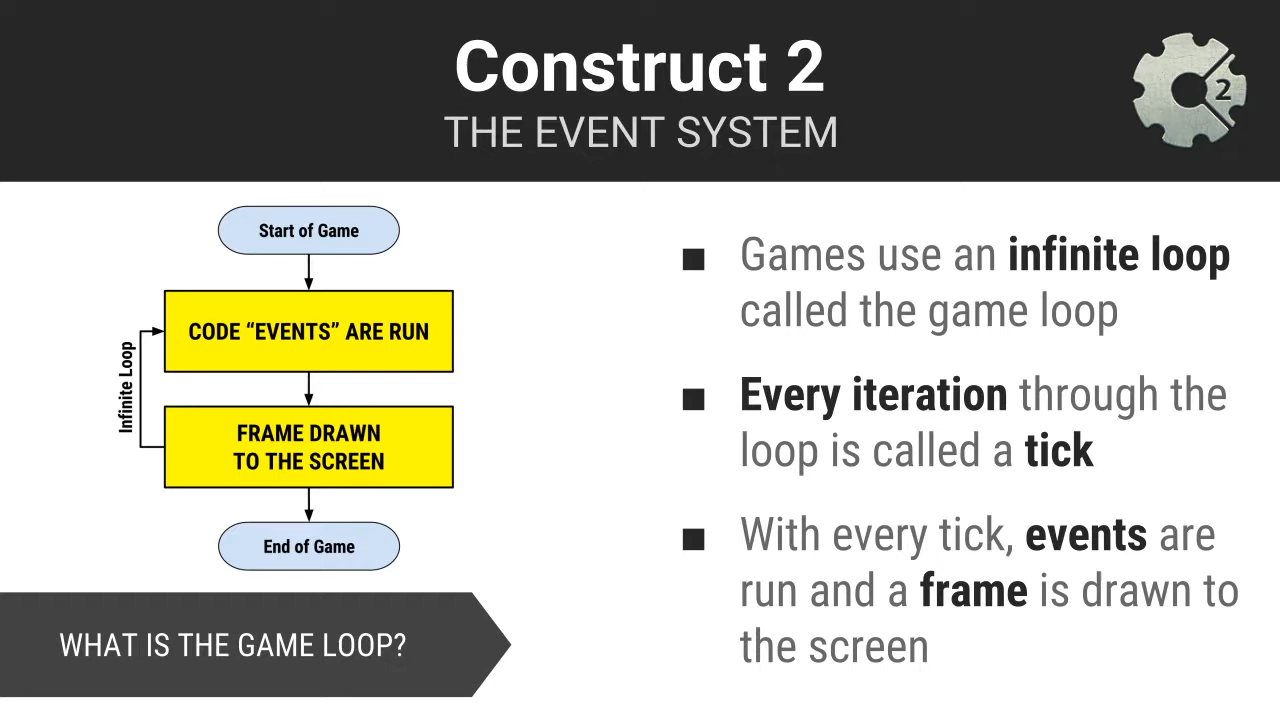 Construct 2
THE EVENT SYSTEM
2
Start of Game
CODE “EVENTS” ARE RUN
Infinite Loop
FRAME DRAWN
TO THE SCREEN
End of Game
WHAT IS THE GAME LOOP?
■ Games use an infinite loop
called the game loop
■ Every iteration through the
loop is called a tick
■ With every tick, events are
run and a frame is drawn to
the screen